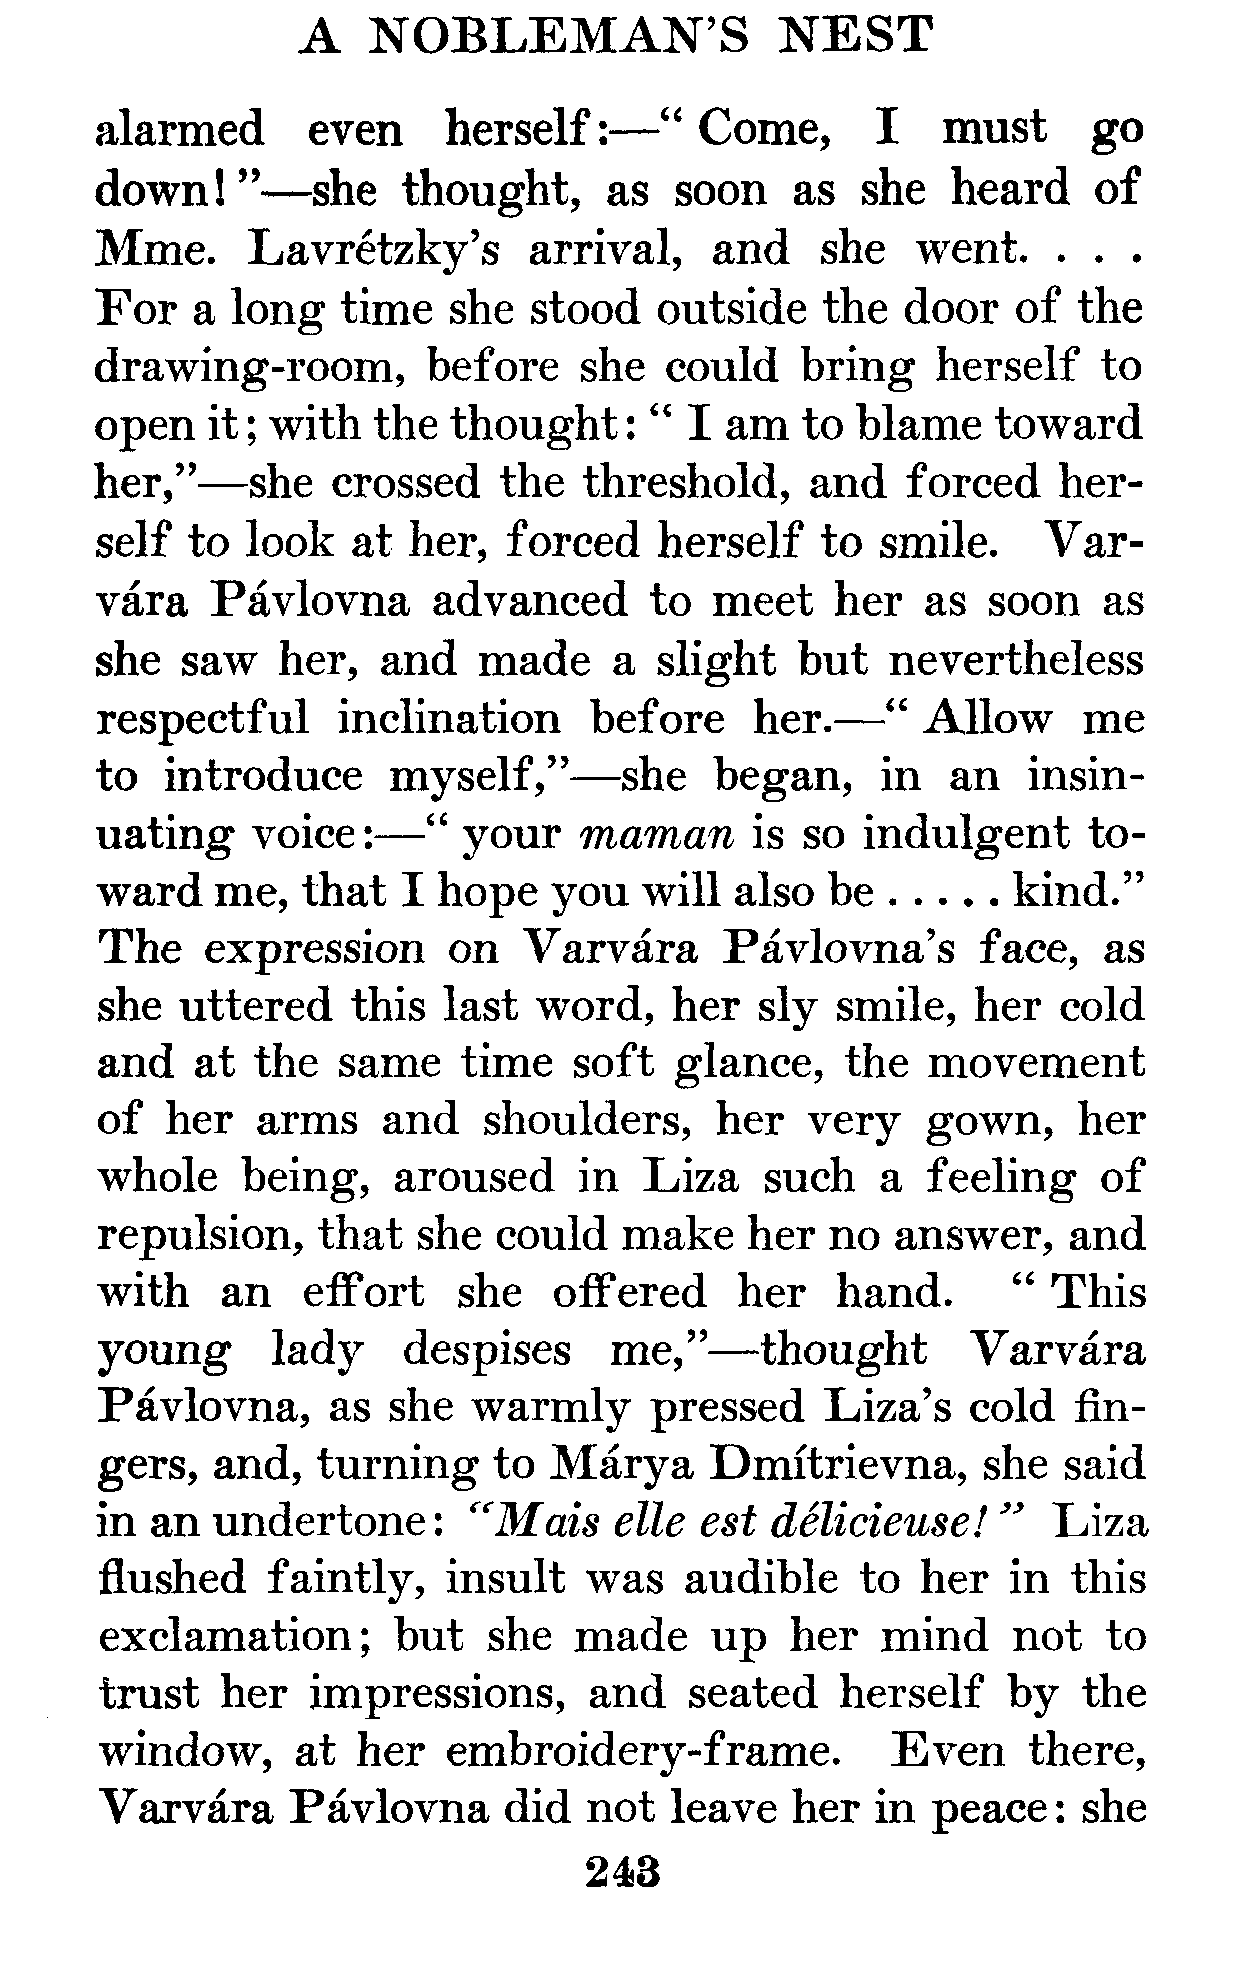 A NOBLEMAN'S NEST
alarmed even herself:—“ Come, I must go
down! ”—she thought, as soon as she heard of
Mme. Lavrétzky's arrival, and she went. . . .
For a long time she stood outside the door of the
drawing-room, before she could bring herself to
open it; with the thought: “ I am to blame toward
her,”—she crossed the threshold, and forced her-
self to look at her, forced herself to smile. Var-
vára Pávlovna advanced to meet her as soon as
she saw her, and made a slight but nevertheless
respectful inclination before her.—“ Allow me
to introduce myself,”—she began, in an insin-
uating voice:—“ your maman is so indulgent to-
ward me, that I hope you will also be . . . . . kind.”
The expression on Varvára Pávlovna's face, as
she uttered this last word, her sly smile, her cold
and at the same time soft glance, the movement
of her arms and shoulders, her very gown, her
whole being, aroused in Liza such a feeling of
repulsion, that she could make her no answer, and
with an effort she offered her hand. “ This
young lady despises me,”—thought Varvára
Pávlovna, as she warmly pressed Liza's cold fin-
gers, and, turning to Márya Dmítrievna, she said
in an undertone: “Mais elle est délicieuse! ” Liza
flushed faintly, insult was audible to her in this
exclamation; but she made up her mind not to
trust her impressions, and seated herself by the
window, at her embroidery-frame. Even there,
Varvára Pávlovna did not leave her in peace: she
243